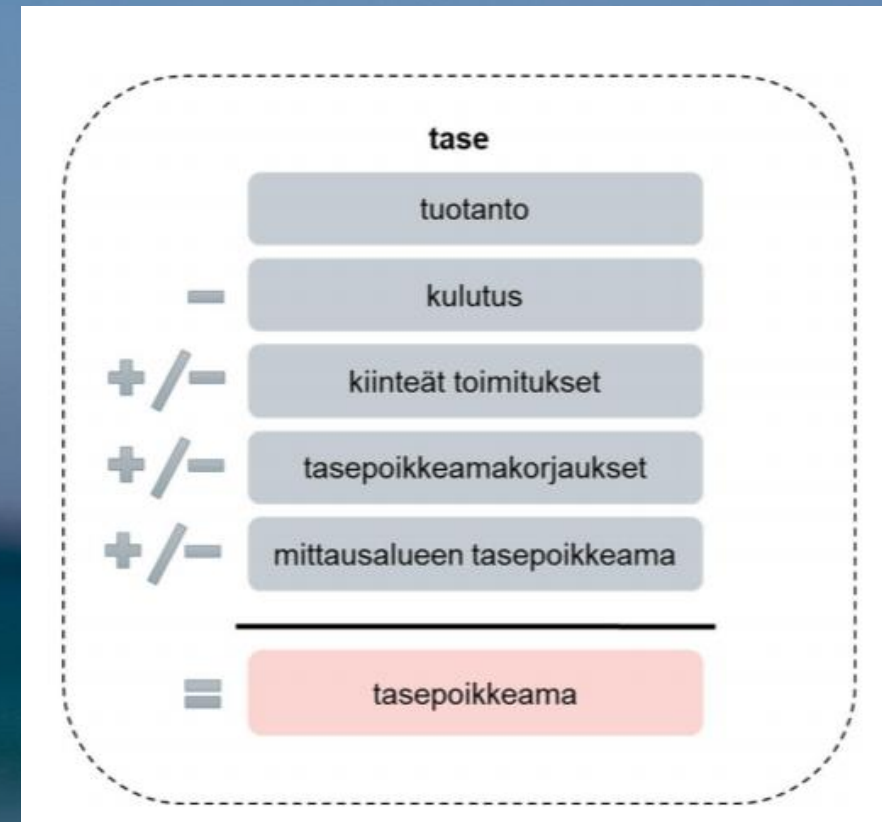 tase
tuotanto
− kulutus
+/− kiinteät toimitukset
+/− tasepoikkeamakorjaukset
+/− mittausalueen tasepoikkeama
= tasepoikkeama